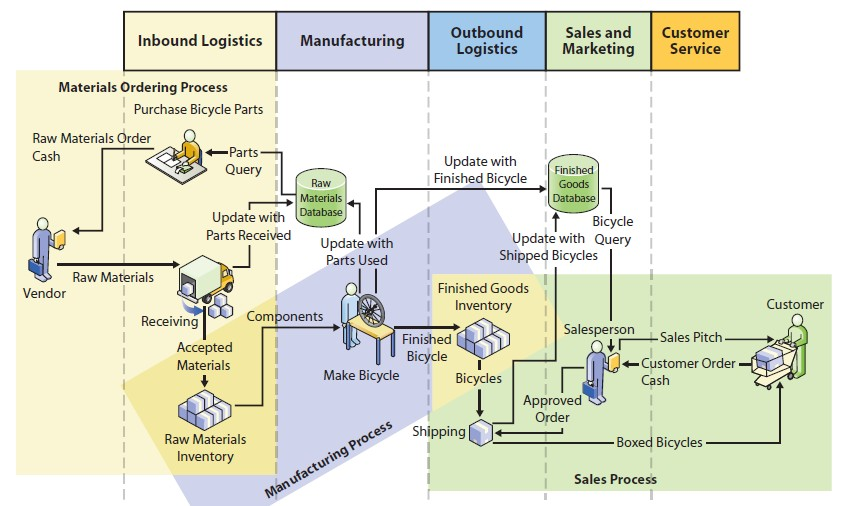 Inbound Logistics
Manufacturing
Outbound
Logistics
Sales and
Marketing
Customer
Service
Materials Ordering Process
Purchase Bicycle Parts
Raw Materials Order
Cash
Parts
Query
Raw
Materials
Database
Update with
Finished Bicycle
Finished
Goods
Database
Update with
Parts Received
Bicycle
Query
Update with
Parts Used
Update with
Shipped Bicycles
Vendor
Raw Materials
Receiving
Components
Accepted
Materials
Raw Materials
Inventory
Make Bicycle
Finished
Bicycle
Finished Goods
Inventory
Bicycles
Shipping
Salesperson
Sales Pitch
Customer
Customer Order
Cash
Approved
Order
Boxed Bicycles
Manufacturing Process
Sales Process